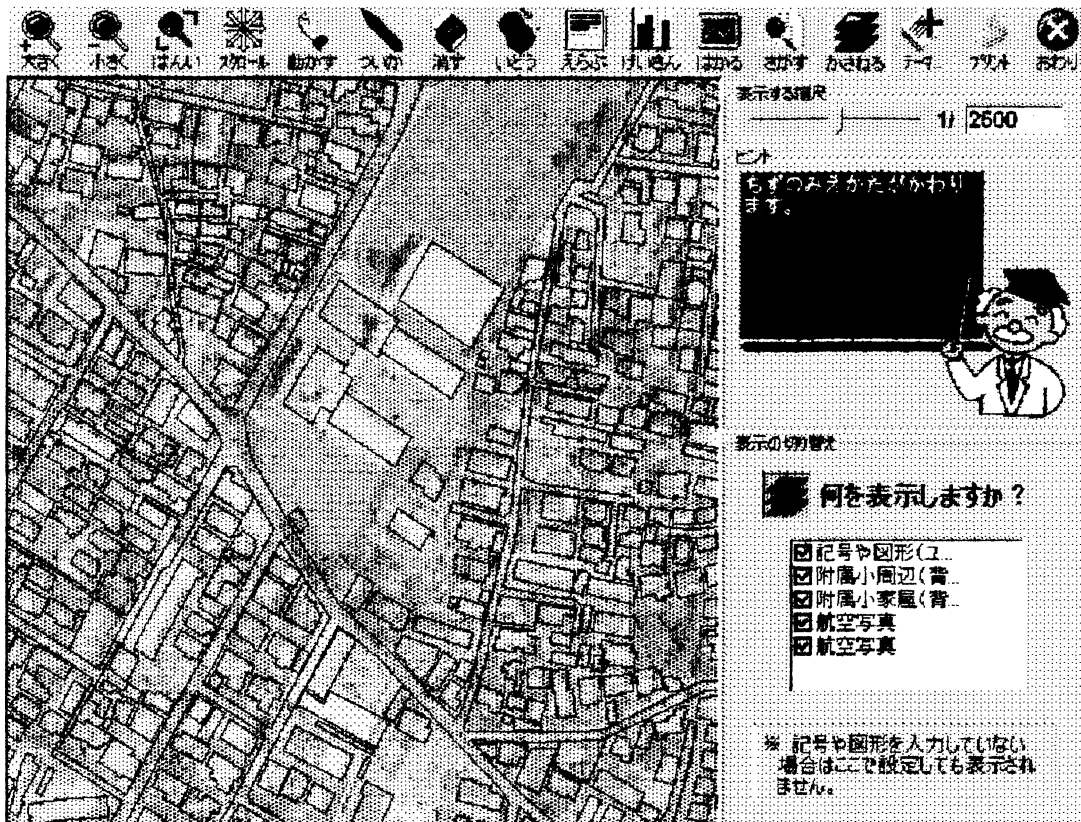 大きく 小さく はんい スクロール 動かす ついか 消す いどう えらぶ けいさん はかる さがす かさねる データ... プリント おわり
表示する縮尺
1/ 2500
ヒント
ちずのみえかたがかわり
ます。
表示の切り替え
何を表示しますか?
記号や図形(ユ...
附属小周辺(背...
附属小家屋(背...
航空写真
航空写真
※ 記号や図形を入力していない
場合はここで設定しても表示され
ません。